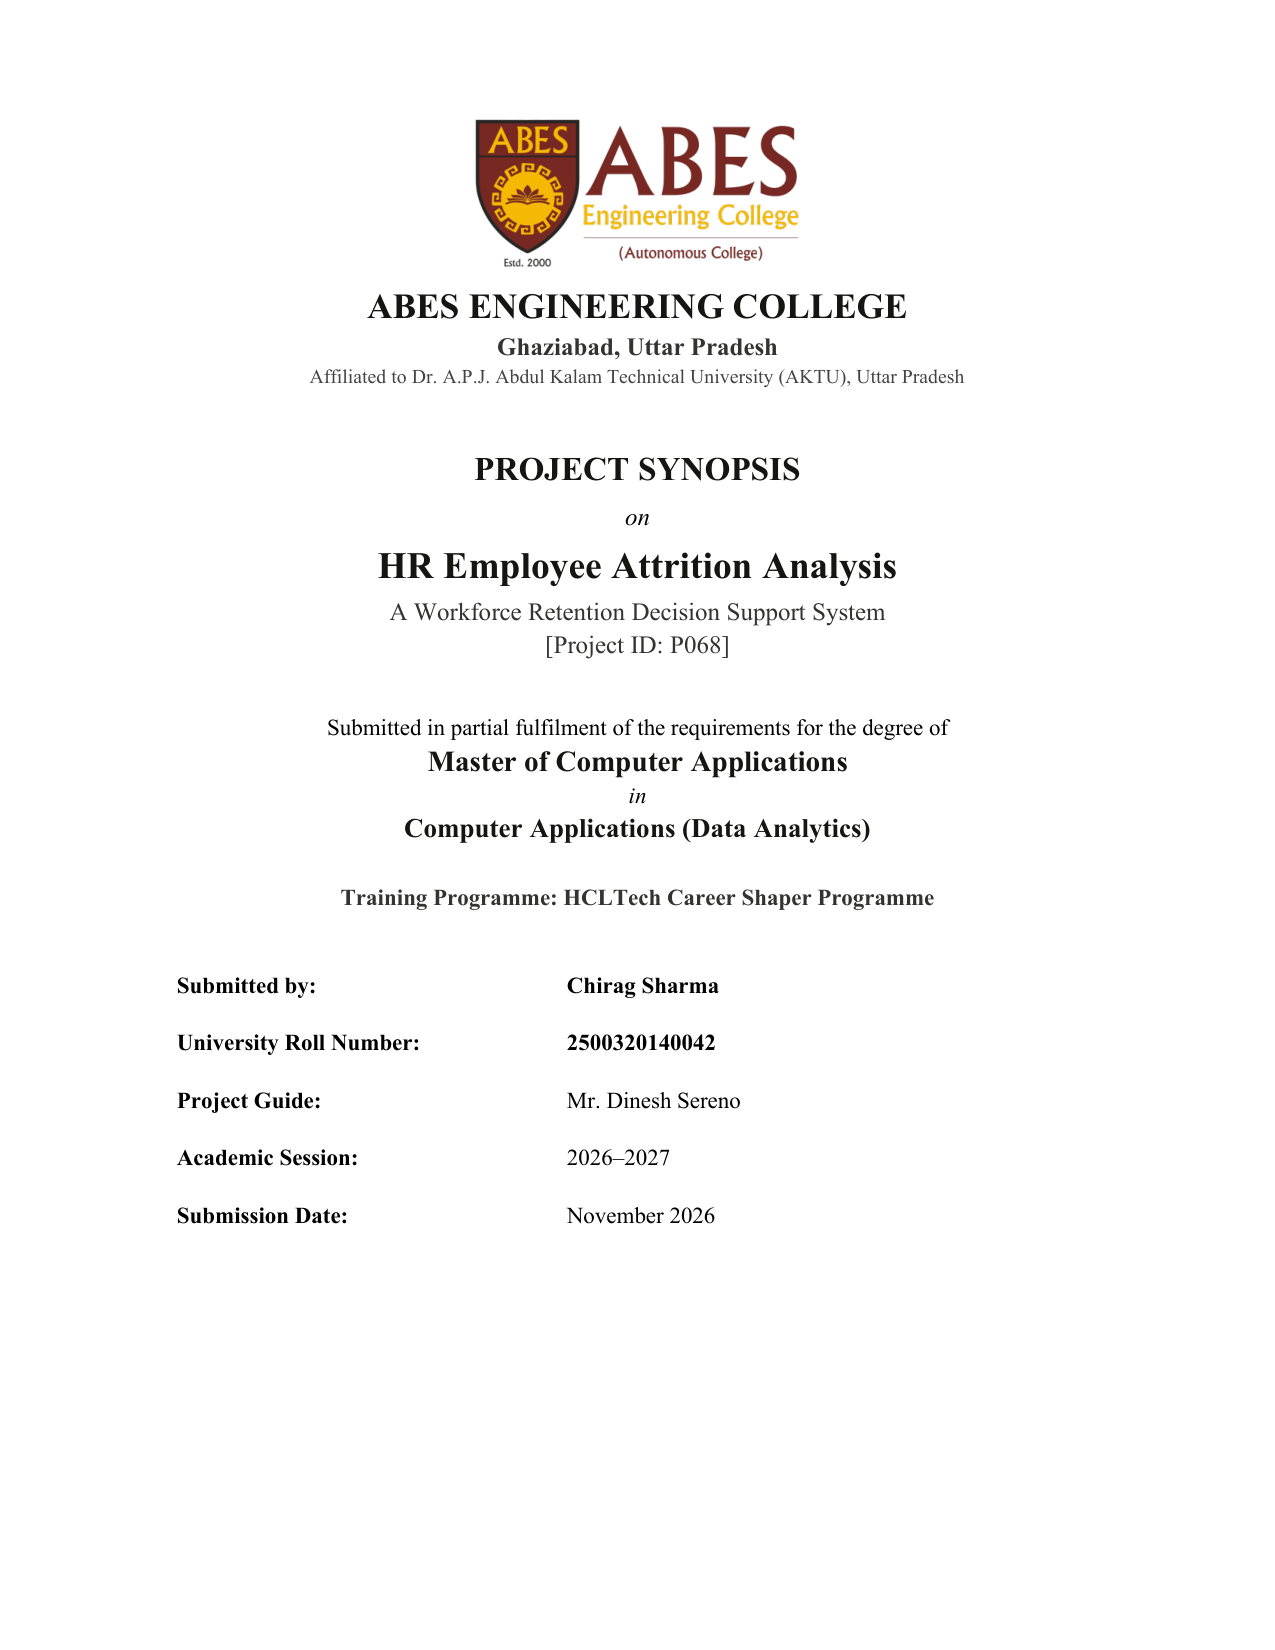 ABES
ABES
Engineering College
(Autonomous College)
Estd. 2000
ABES ENGINEERING COLLEGE
Ghaziabad, Uttar Pradesh
Affiliated to Dr. A.P.J. Abdul Kalam Technical University (AKTU), Uttar Pradesh
PROJECT SYNOPSIS
on
HR Employee Attrition Analysis
A Workforce Retention Decision Support System
[Project ID: P068]
Submitted in partial fulfilment of the requirements for the degree of
Master of Computer Applications
in
Computer Applications (Data Analytics)
Training Programme: HCLTech Career Shaper Programme
Submitted by: Chirag Sharma
University Roll Number: 2500320140042
Project Guide: Mr. Dinesh Sereno
Academic Session: 2026–2027
Submission Date: November 2026